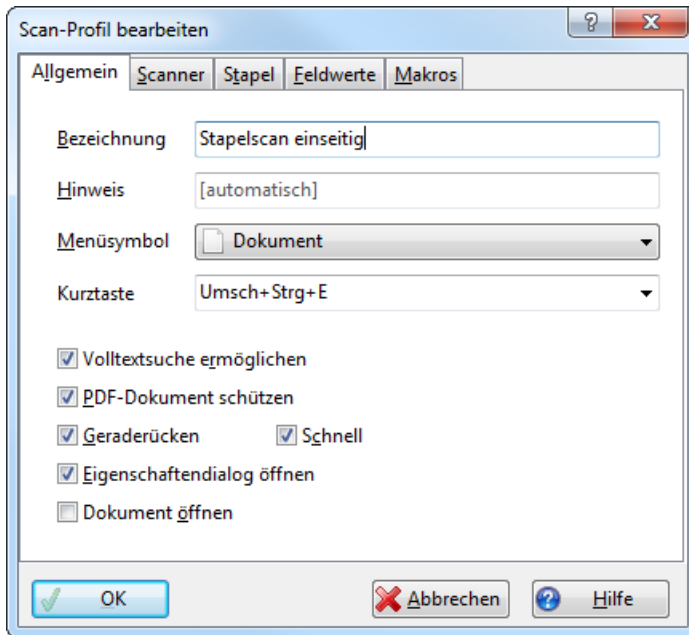 Scan-Profil bearbeiten
Allgemein Scanner Stapel Feldwerte Makros
Bezeichnung Stapelscan einseitig
Hinweis [automatisch]
Menüsymbol Dokument
Kurztaste Umsch+Strg+E
Volltextsuche ermöglichen
PDF-Dokument schützen
Geraderücken Schnell
Eigenschaftendialog öffnen
Dokument öffnen
OK Abbrechen Hilfe